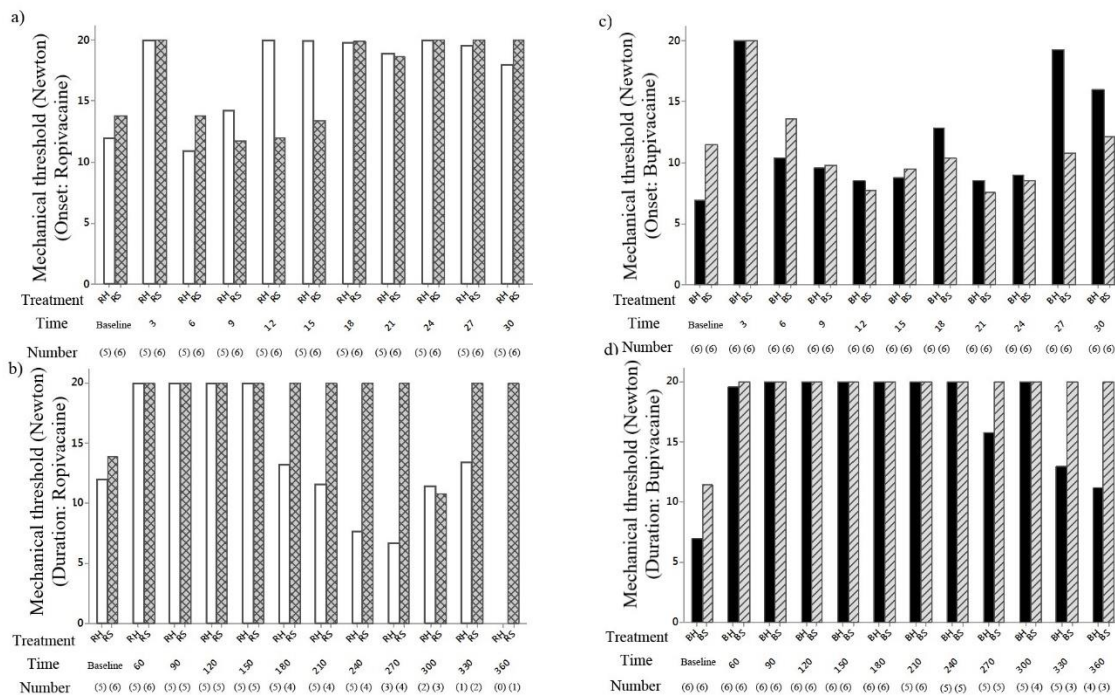 a)
Mechanical threshold (Newton)
(Onset: Ropivacaine)
20
15
10
5
0
Treatment RH RS RH RS RH RS RH RS RH RS RH RS RH RS RH RS RH RS RH RS RH RS
Time Baseline 3 6 9 12 15 18 21 24 27 30
Number (5) (6) (5) (6) (5) (6) (5) (6) (5) (6) (5) (6) (5) (6) (5) (6) (5) (6) (5) (6) (5) (6)
b)
Mechanical threshold (Newton)
(Duration: Ropivacaine)
20
15
10
5
0
Treatment RH RS RH RS RH RS RH RS RH RS RH RS RH RS RH RS RH RS RH RS RH RS RH RS
Time Baseline 60 90 120 150 180 210 240 270 300 330 360
Number (5) (6) (5) (6) (5) (5) (5) (5) (5) (5) (5) (4) (5) (4) (5) (4) (3) (4) (2) (3) (1) (2) (0) (1)
c)
Mechanical threshold (Newton)
(Onset: Bupivacaine)
20
15
10
5
0
Treatment BH BS BH BS BH BS BH BS BH BS BH BS BH BS BH BS BH BS BH BS BH BS
Time Baseline 3 6 9 12 15 18 21 24 27 30
Number (6) (6) (6) (6) (6) (6) (6) (6) (6) (6) (6) (6) (6) (6) (6) (6) (6) (6) (6) (6) (6) (6)
d)
Mechanical threshold (Newton)
(Duration: Bupivacaine)
20
15
10
5
0
Treatment BH BS BH BS BH BS BH BS BH BS BH BS BH BS BH BS BH BS BH BS BH BS BH BS
Time Baseline 60 90 120 150 180 210 240 270 300 330 360
Number (6) (6) (6) (6) (6) (6) (6) (6) (6) (6) (6) (6) (5) (6) (5) (5) (5) (5) (5) (4) (5) (3) (4) (3)